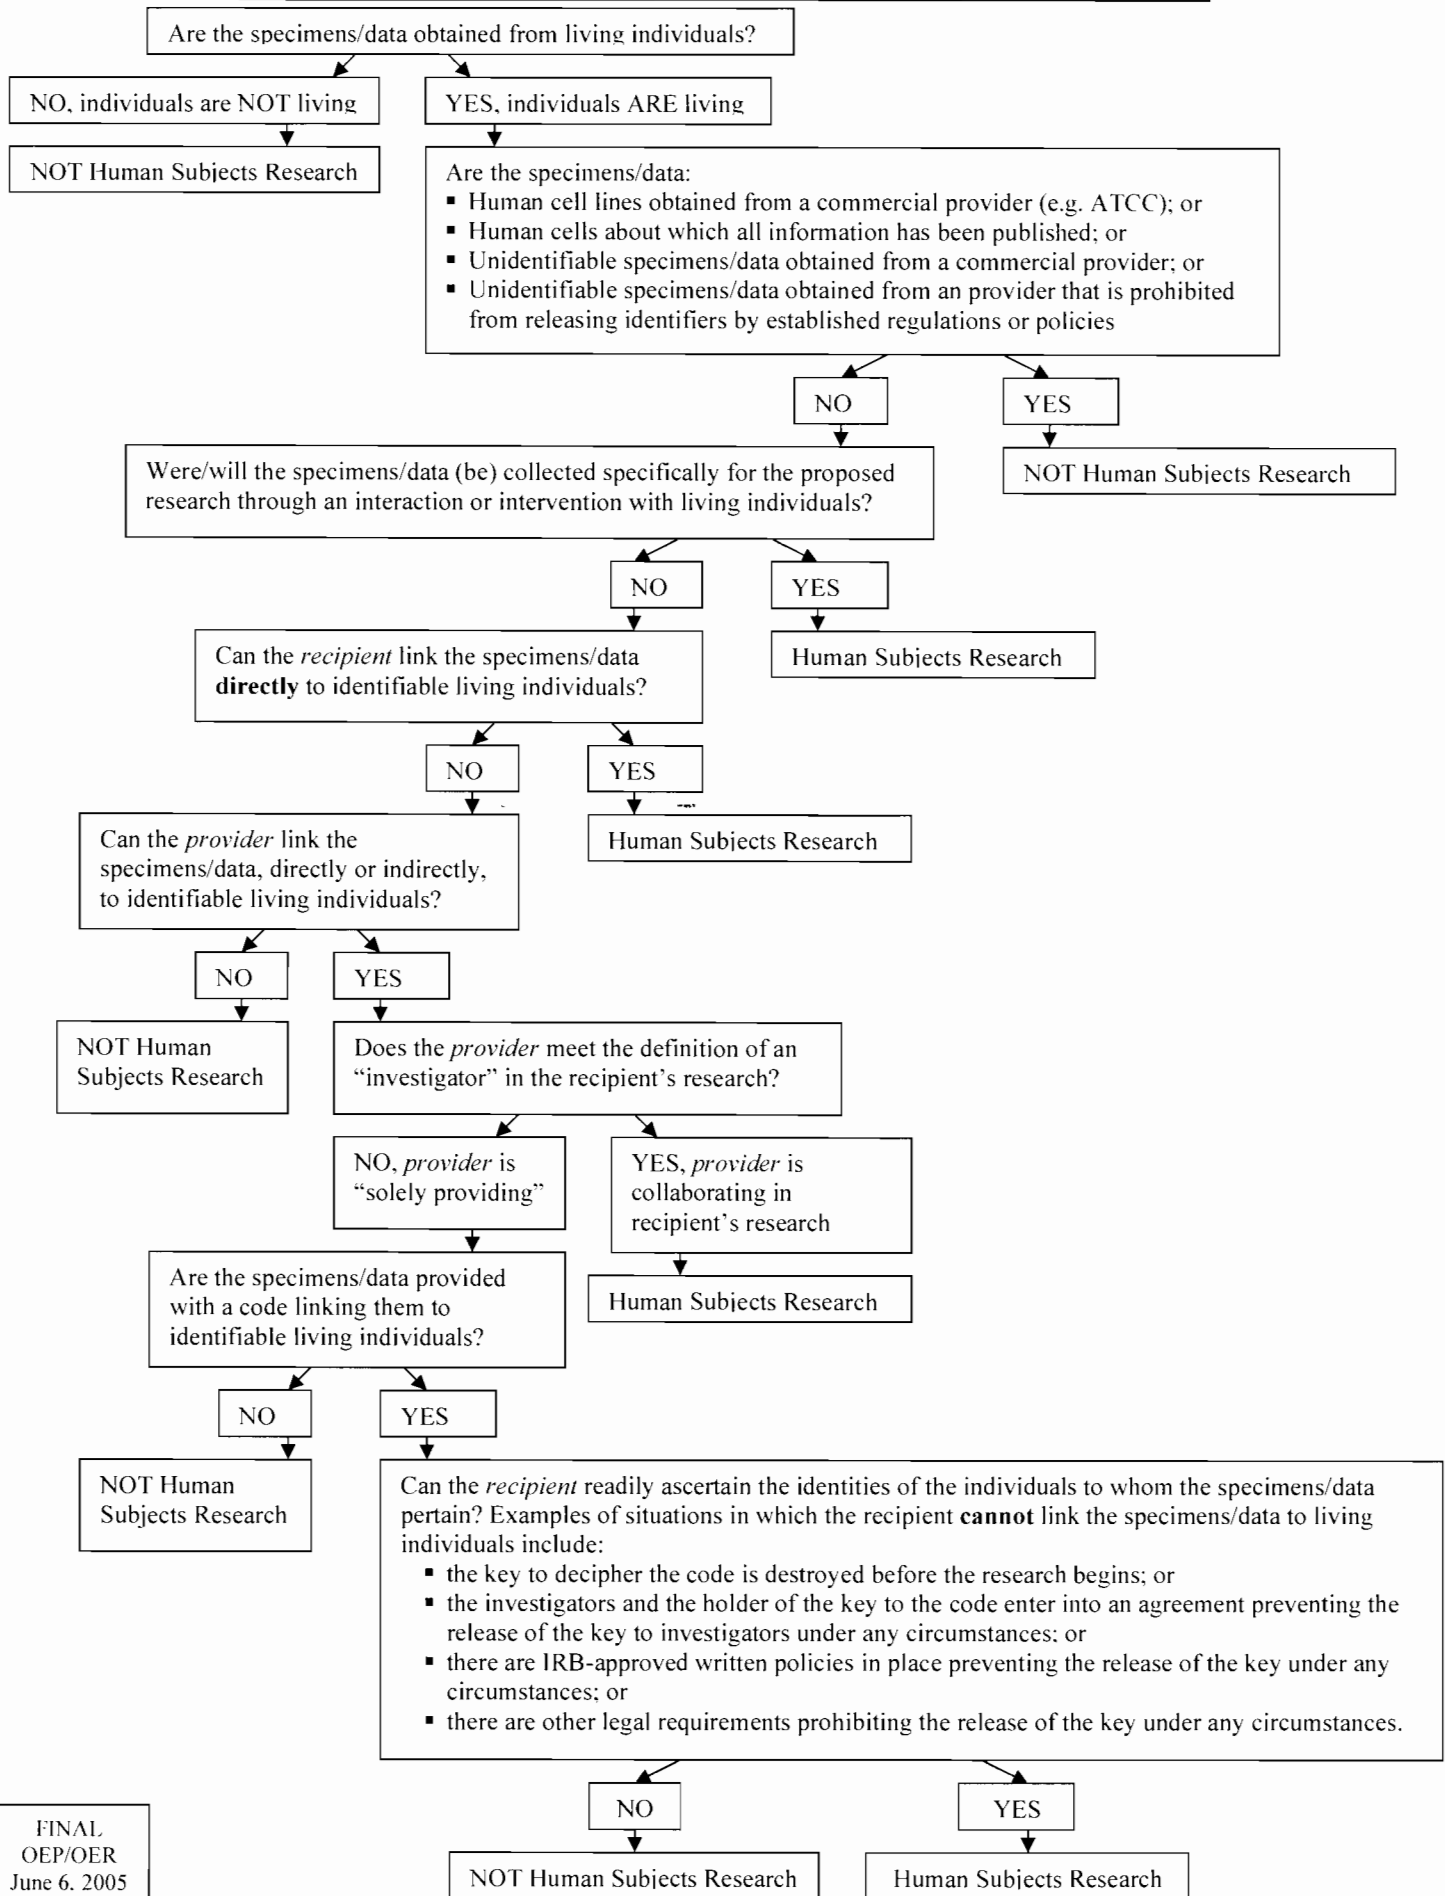 Are the specimens/data obtained from living individuals?
NO, individuals are NOT living
YES, individuals ARE living
NOT Human Subjects Research
Are the specimens/data:
▪ Human cell lines obtained from a commercial provider (e.g. ATCC); or
▪ Human cells about which all information has been published; or
▪ Unidentifiable specimens/data obtained from a commercial provider; or
▪ Unidentifiable specimens/data obtained from an provider that is prohibited
from releasing identifiers by established regulations or policies
NO
YES
NOT Human Subjects Research
Were/will the specimens/data (be) collected specifically for the proposed
research through an interaction or intervention with living individuals?
NO
YES
Human Subjects Research
Can the recipient link the specimens/data
directly to identifiable living individuals?
NO
YES
Human Subjects Research
Can the provider link the
specimens/data, directly or indirectly,
to identifiable living individuals?
NO
YES
NOT Human
Subjects Research
Does the provider meet the definition of an
“investigator” in the recipient’s research?
NO, provider is
“solely providing”
YES, provider is
collaborating in
recipient’s research
Human Subjects Research
Are the specimens/data provided
with a code linking them to
identifiable living individuals?
NO
YES
NOT Human
Subjects Research
Can the recipient readily ascertain the identities of the individuals to whom the specimens/data
pertain? Examples of situations in which the recipient cannot link the specimens/data to living
individuals include:
▪ the key to decipher the code is destroyed before the research begins; or
▪ the investigators and the holder of the key to the code enter into an agreement preventing the
release of the key to investigators under any circumstances; or
▪ there are IRB-approved written policies in place preventing the release of the key under any
circumstances; or
▪ there are other legal requirements prohibiting the release of the key under any circumstances.
NO
YES
NOT Human Subjects Research
Human Subjects Research
FINAL
OEP/OER
June 6, 2005